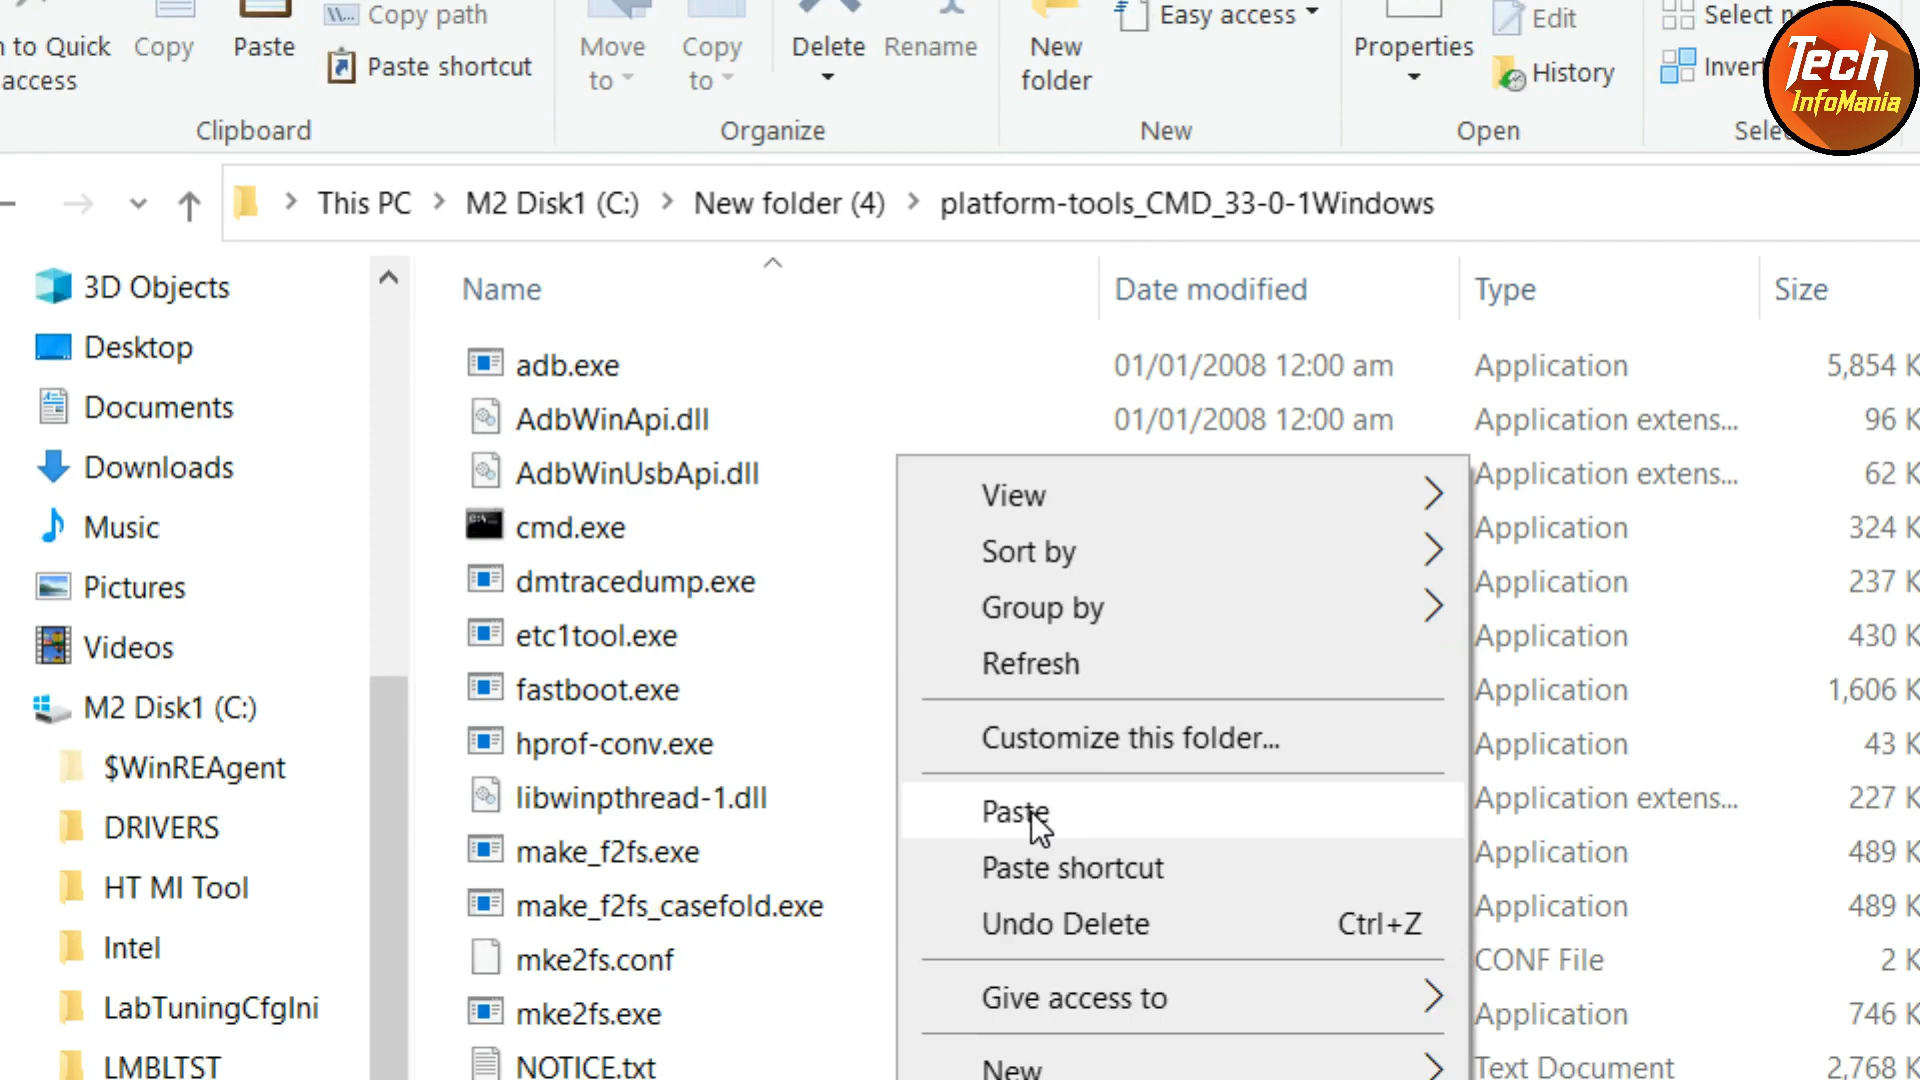 n to Quick access
Copy
Paste
Copy path
Paste shortcut
Move to
Copy to
Delete
Rename
New folder
Easy access
Properties
Edit
History
Select
Invert
Clipboard
Organize
New
Open
Tech
InfoMania
This PC > M2 Disk1 (C:) > New folder (4) > platform-tools_CMD_33-0-1Windows
3D Objects
Desktop
Documents
Downloads
Music
Pictures
Videos
M2 Disk1 (C:)
$WinREAgent
DRIVERS
HT MI Tool
Intel
LabTuningCfgIni
LMBLTST
Name Date modified Type Size
adb.exe 01/01/2008 12:00 am Application 5,854 K
AdbWinApi.dll 01/01/2008 12:00 am Application extens... 96 K
AdbWinUsbApi.dll Application extens... 62 K
cmd.exe Application 324 K
dmtracedump.exe Application 237 K
etc1tool.exe Application 430 K
fastboot.exe Application 1,606 K
hprof-conv.exe Application 43 K
libwinpthread-1.dll Application extens... 227 K
make_f2fs.exe Application 489 K
make_f2fs_casefold.exe Application 489 K
mke2fs.conf CONF File 2 K
mke2fs.exe Application 746 K
NOTICE.txt Text Document 2,768 K
View
Sort by
Group by
Refresh
Customize this folder...
Paste
Paste shortcut
Undo Delete Ctrl+Z
Give access to
New